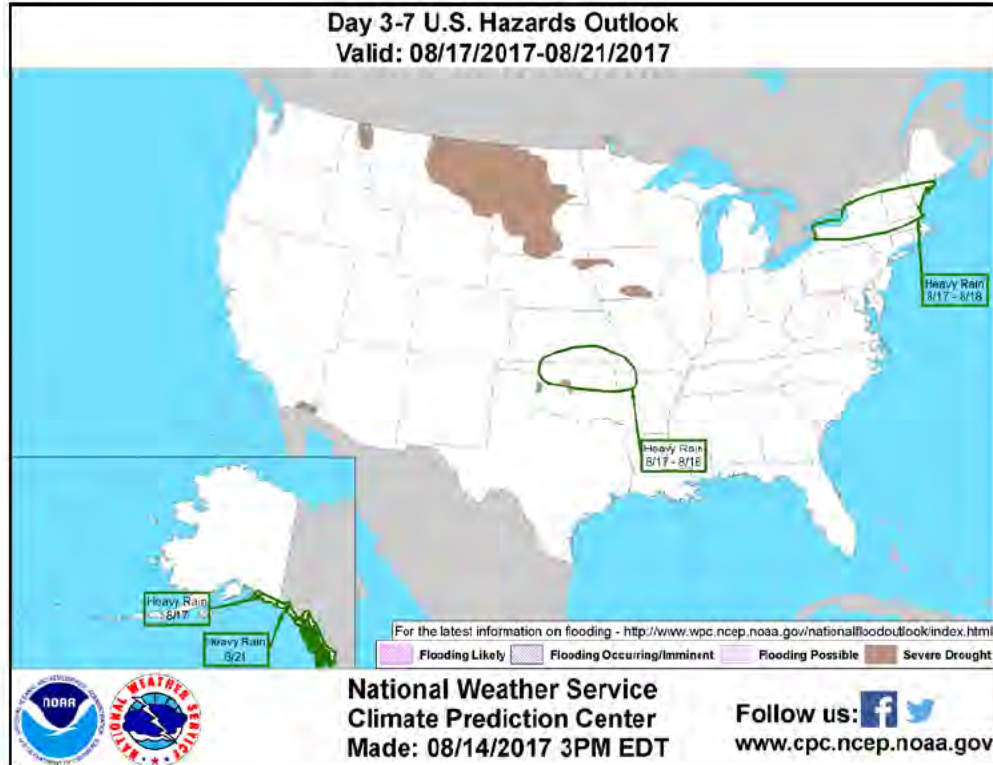 Day 3-7 U.S. Hazards Outlook
Valid: 08/17/2017-08/21/2017
Heavy Rain
8/17 - 8/18
Heavy Rain
8/17 - 8/18
Heavy Rain
8/17
Heavy Rain
8/21
For the latest information on flooding - http://www.wpc.ncep.noaa.gov/nationalfloodoutlook/index.html
Flooding Likely
Flooding Occurring/Imminent
Flooding Possible
Severe Drought
NOAA
NATIONAL WEATHER SERVICE
National Weather Service
Climate Prediction Center
Made: 08/14/2017 3PM EDT
Follow us:
www.cpc.ncep.noaa.gov